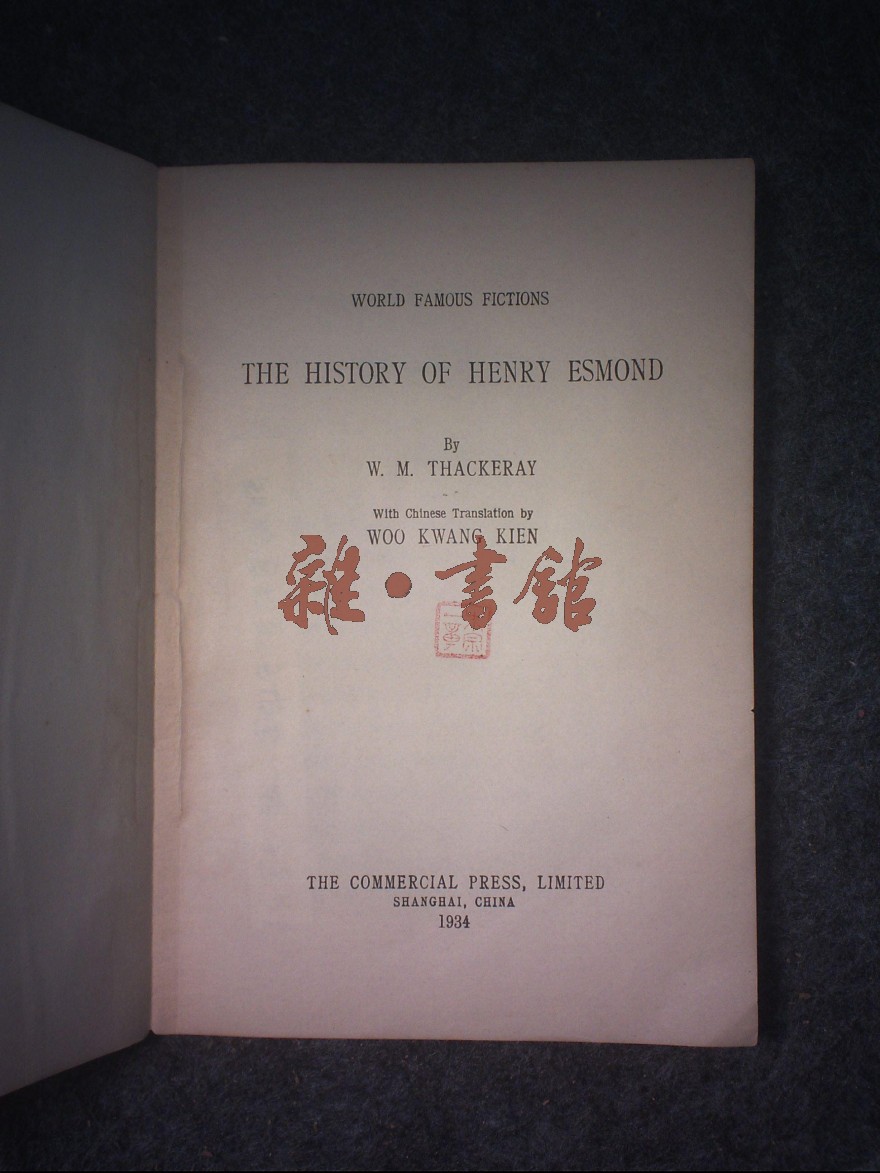 WORLD FAMOUS FICTIONS
THE HISTORY OF HENRY ESMOND
By
W. M. THACKERAY
With Chinese Translation by
WOO KWANG KIEN
雜·書館
THE COMMERCIAL PRESS, LIMITED
SHANGHAI, CHINA
1934